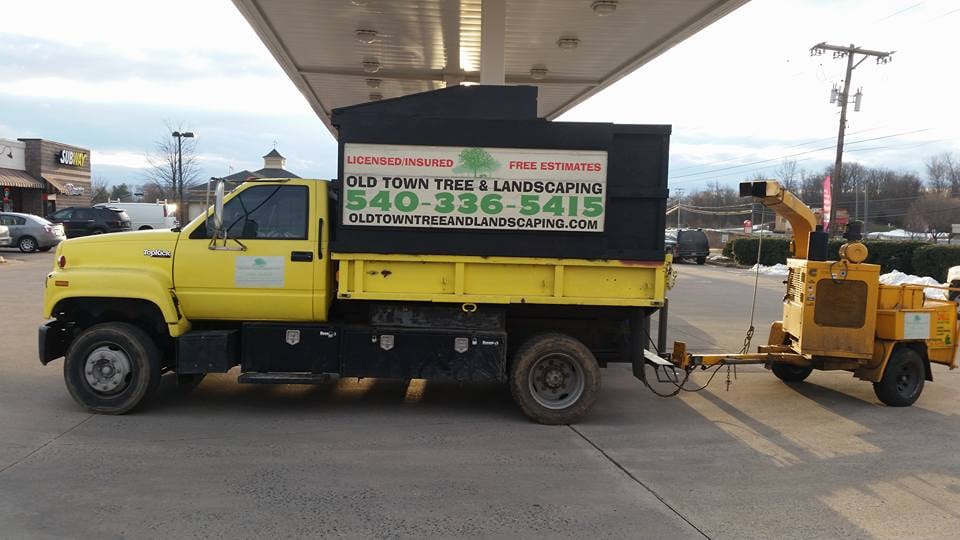 SUBWAY
LICENSED/INSURED FREE ESTIMATES
OLD TOWN TREE & LANDSCAPING
540-336-5415
OLDTOWNTREEANDLANDSCAPING.COM
TOPKICK